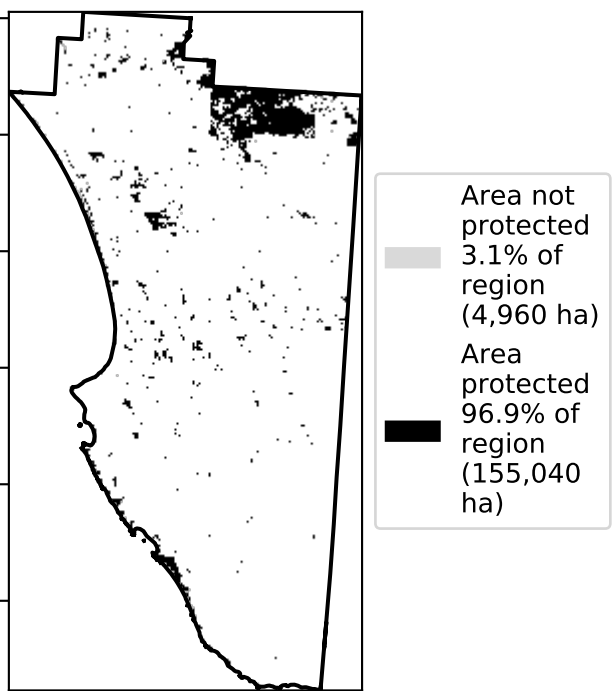 Area not
protected
3.1% of
region
(4,960 ha)
Area
protected
96.9% of
region
(155,040
ha)